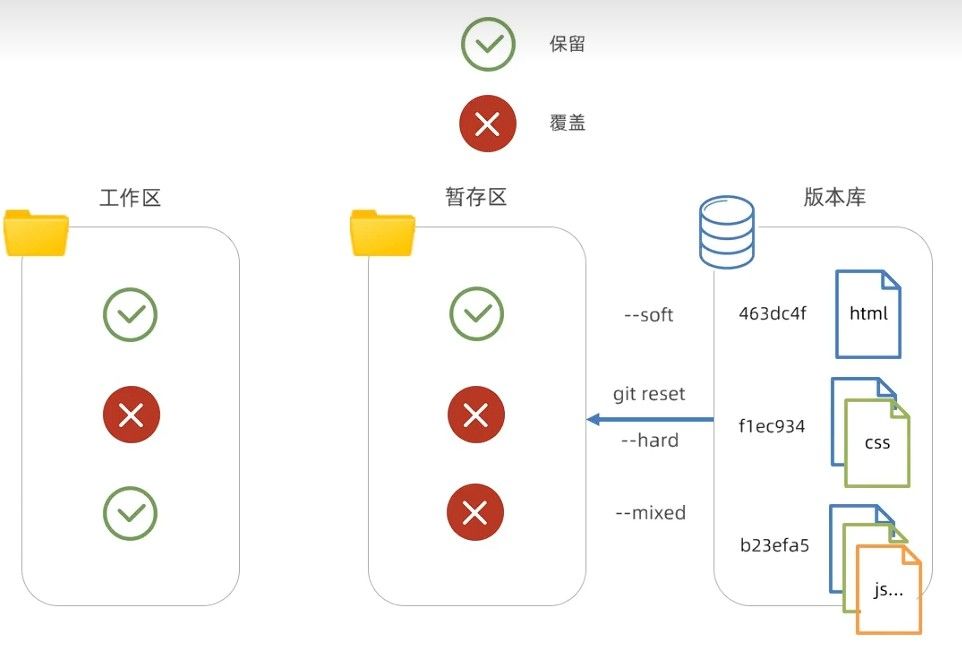 保留
覆盖
工作区
暂存区
版本库
--soft
463dc4f
html
git reset
--hard
f1ec934
css
--mixed
b23efa5
js...